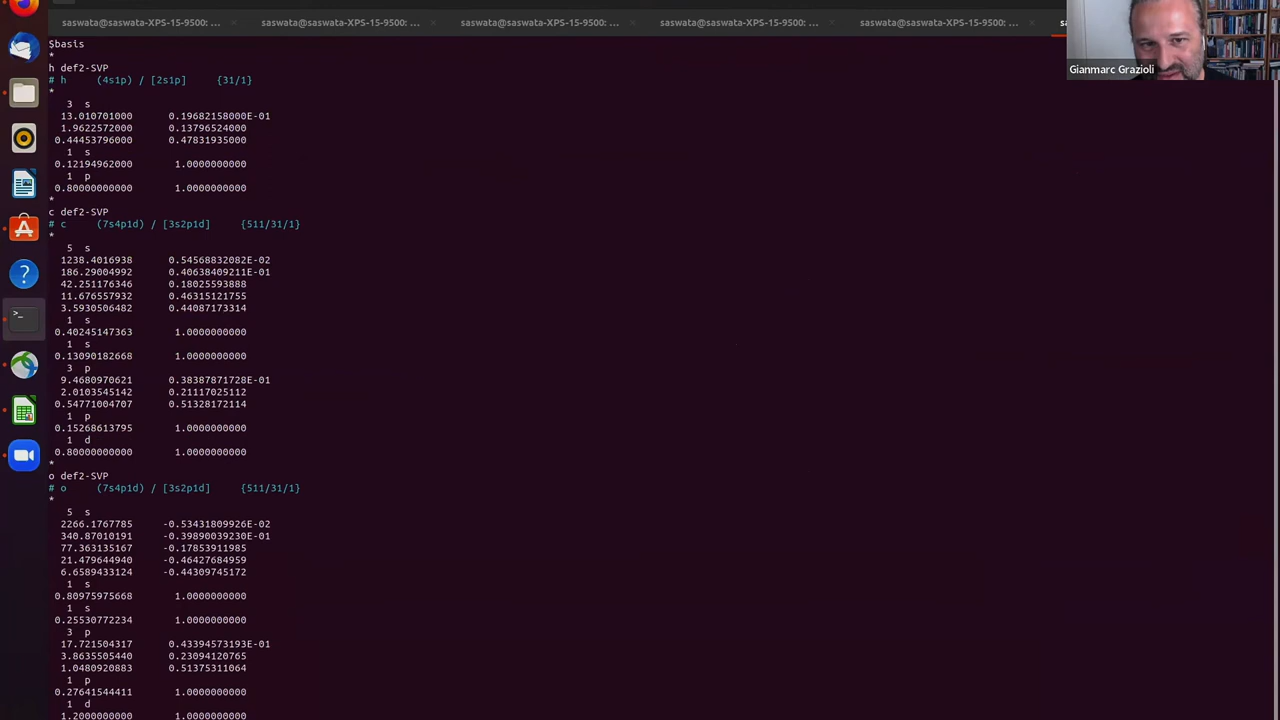 saswata@saswata-XPS-15-9500: ...
saswata@saswata-XPS-15-9500: ...
saswata@saswata-XPS-15-9500: ...
saswata@saswata-XPS-15-9500: ...
saswata@saswata-XPS-15-9500: ...
sa
Gianmarc Grazioli
$basis
*
h def2-SVP
# h (4s1p) / [2s1p] {31/1}
*
3 s
13.010701000 0.19682158000E-01
1.9622572000 0.13796524000
0.44453796000 0.47831935000
1 s
0.12194962000 1.0000000000
1 p
0.80000000000 1.0000000000
*
c def2-SVP
# c (7s4p1d) / [3s2p1d] {511/31/1}
*
5 s
1238.4016938 0.54568832082E-02
186.29004992 0.40638409211E-01
42.251176346 0.18025593888
11.676557932 0.46315121755
3.5930506482 0.44087173314
1 s
0.40245147363 1.0000000000
1 s
0.13090182668 1.0000000000
3 p
9.4680970621 0.38387871728E-01
2.0103545142 0.21117025112
0.54771004707 0.51328172114
1 p
0.15268613795 1.0000000000
1 d
0.80000000000 1.0000000000
*
o def2-SVP
# o (7s4p1d) / [3s2p1d] {511/31/1}
*
5 s
2266.1767785 -0.53431809926E-02
340.87010191 -0.39890039230E-01
77.363135167 -0.17853911985
21.479644940 -0.46427684959
6.6589433124 -0.44309745172
1 s
0.80975975668 1.0000000000
1 s
0.25530772234 1.0000000000
3 p
17.721504317 0.43394573193E-01
3.8635505440 0.23094120765
1.0480920883 0.51375311064
1 p
0.27641544411 1.0000000000
1 d
1.2000000000 1.0000000000